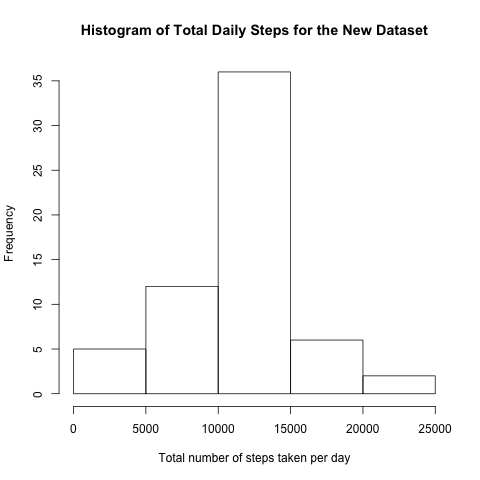 Histogram of Total Daily Steps for the New Dataset
Frequency
35
30
25
20
15
10
5
0
0 5000 10000 15000 20000 25000
Total number of steps taken per day